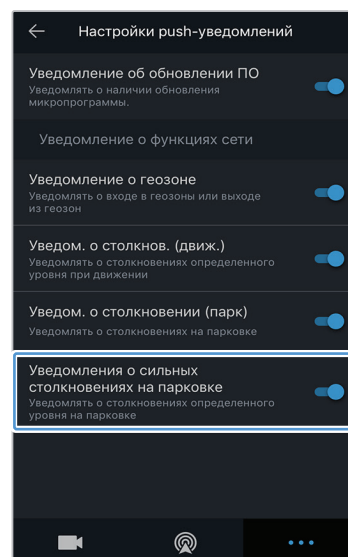 Настройки push-уведомлений
Уведомление об обновлении ПО
Уведомлять о наличии обновления
микропрограммы.
Уведомление о функциях сети
Уведомление о геозоне
Уведомлять о входе в геозоны или выходе
из геозон
Уведом. о столкнов. (движ.)
Уведомлять о столкновениях определенного
уровня при движении
Уведом. о столкновении (парк)
Уведомлять о столкновениях на парковке
Уведомления о сильных
столкновениях на парковке
Уведомлять о столкновениях определенного
уровня на парковке